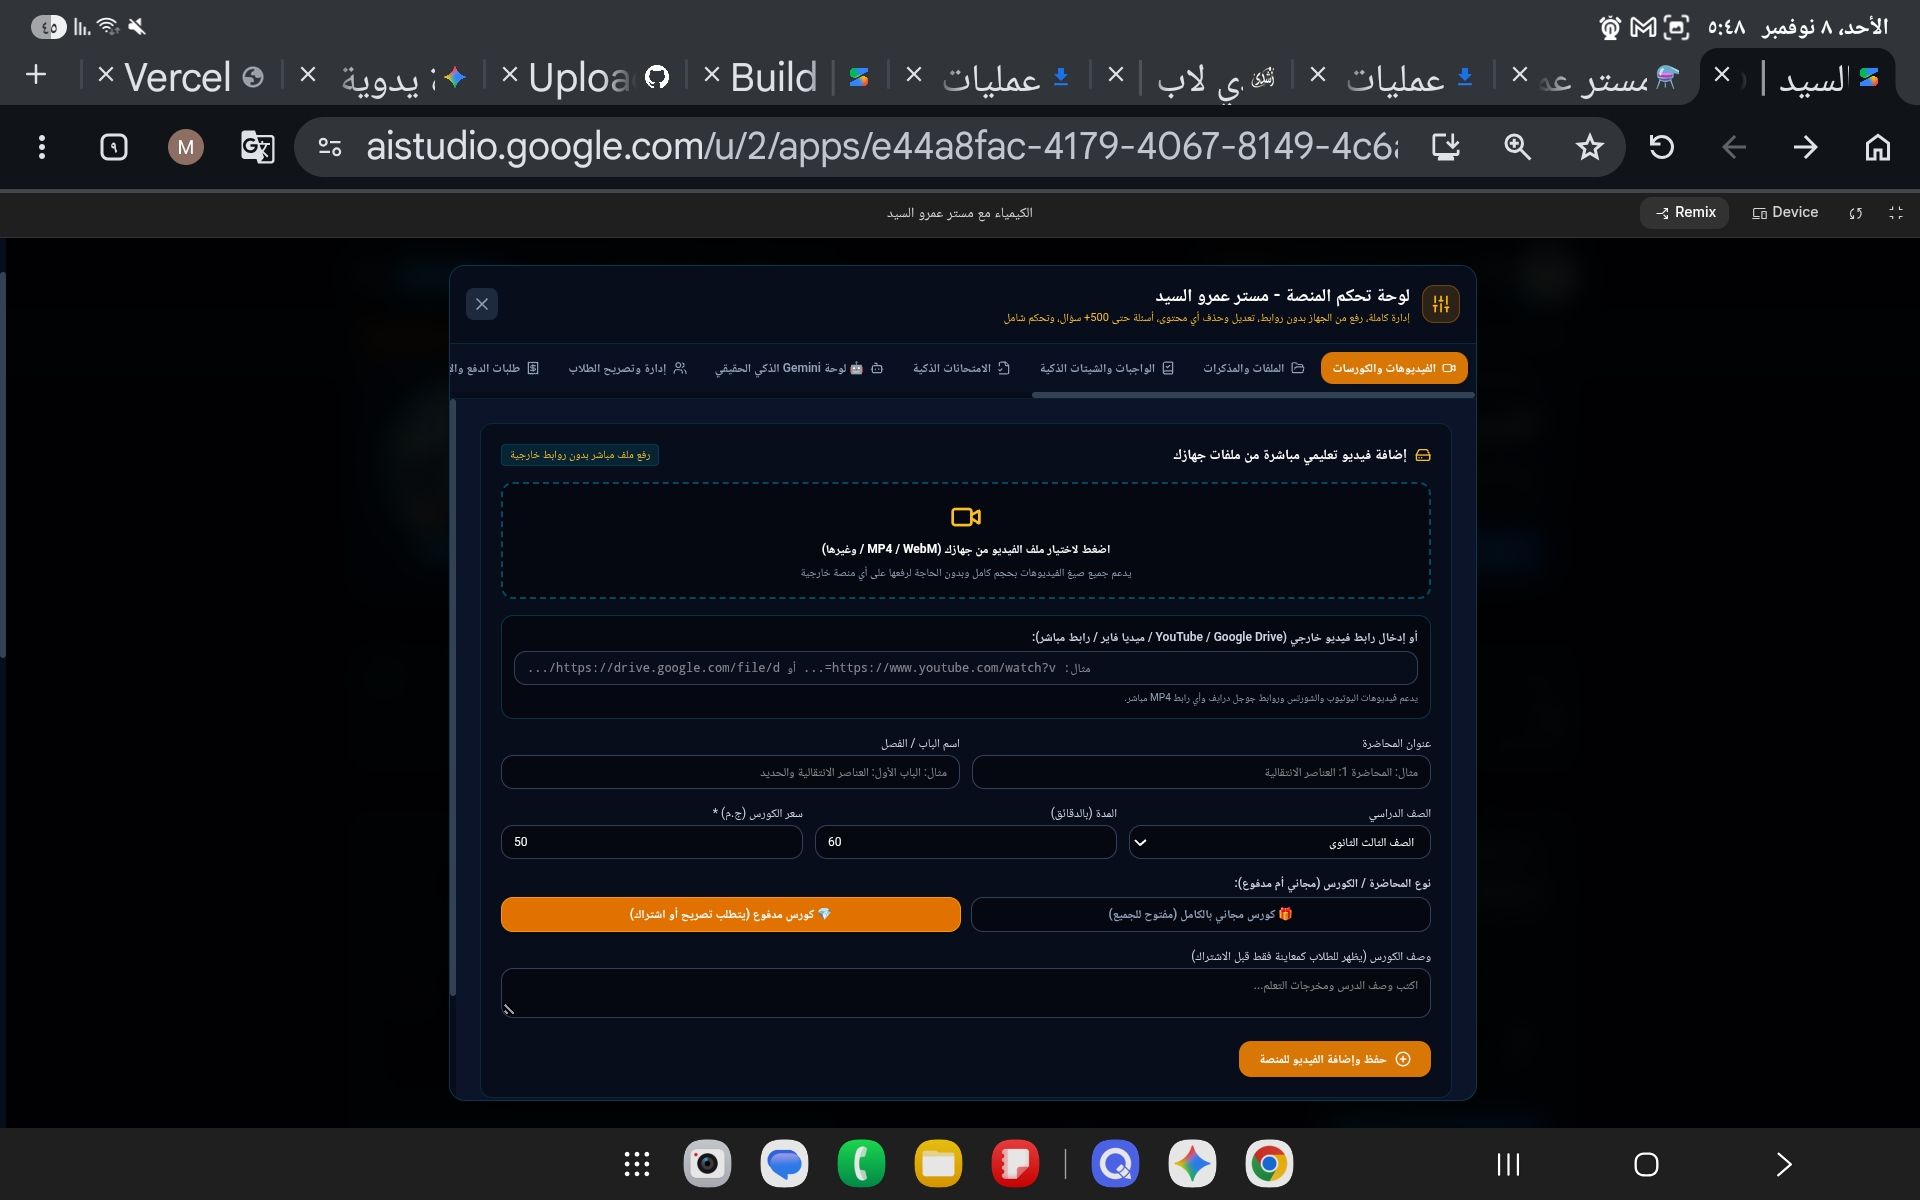 الأحد، ٨ نوفمبر ٥:٤٨
٤٥
السيد
مستر عم
عمليات
ي لاب
عمليات
Build
Uploa
يدوية
Vercel
aistudio.google.com/u/2/apps/e44a8fac-4179-4067-8149-4c6
M
٩
الكيمياء مع مستر عمرو السيد
Remix
Device
لوحة تحكم المنصة - مستر عمرو السيد
إدارة كاملة، رفع من الجهاز بدون روابط، تعديل وحذف أي محتوى، أسئلة حتى 500+ سؤال، وتحكم شامل
الفيديوهات والكورسات
الملفات والمذكرات
الواجبات والشيتات الذكية
الامتحانات الذكية
🤖 لوحة Gemini الذكي الحقيقي
إدارة وتصريح الطلاب
طلبات الدفع والا
إضافة فيديو تعليمي مباشرة من ملفات جهازك
رفع ملف مباشر بدون روابط خارجية
اضغط لاختيار ملف الفيديو من جهازك (MP4 / WebM / وغيرها)
يدعم جميع صيغ الفيديوهات بحجم كامل وبدون الحاجة لرفعها على أي منصة خارجية
أو إدخال رابط فيديو خارجي (YouTube / Google Drive / ميديا فاير / رابط مباشر):
مثال: https://www.youtube.com/watch?v=... أو https://drive.google.com/file/d/...
يدعم فيديوهات اليوتيوب والشورتس وروابط جوجل درايف وأي رابط MP4 مباشر.
عنوان المحاضرة
اسم الباب / الفصل
مثال: المحاضرة 1: العناصر الانتقالية
مثال: الباب الأول: العناصر الانتقالية والحديد
الصف الدراسي
المدة (بالدقائق)
سعر الكورس (ج.م) *
الصف الثالث الثانوى
60
50
نوع المحاضرة / الكورس (مجاني أم مدفوع):
🎁 كورس مجاني بالكامل (مفتوح للجميع)
💎 كورس مدفوع (يتطلب تصريح أو اشتراك)
وصف الكورس (يظهر للطلاب كمعاينة فقط قبل الاشتراك)
اكتب وصف الدرس ومخرجات التعلم...
حفظ وإضافة الفيديو للمنصة